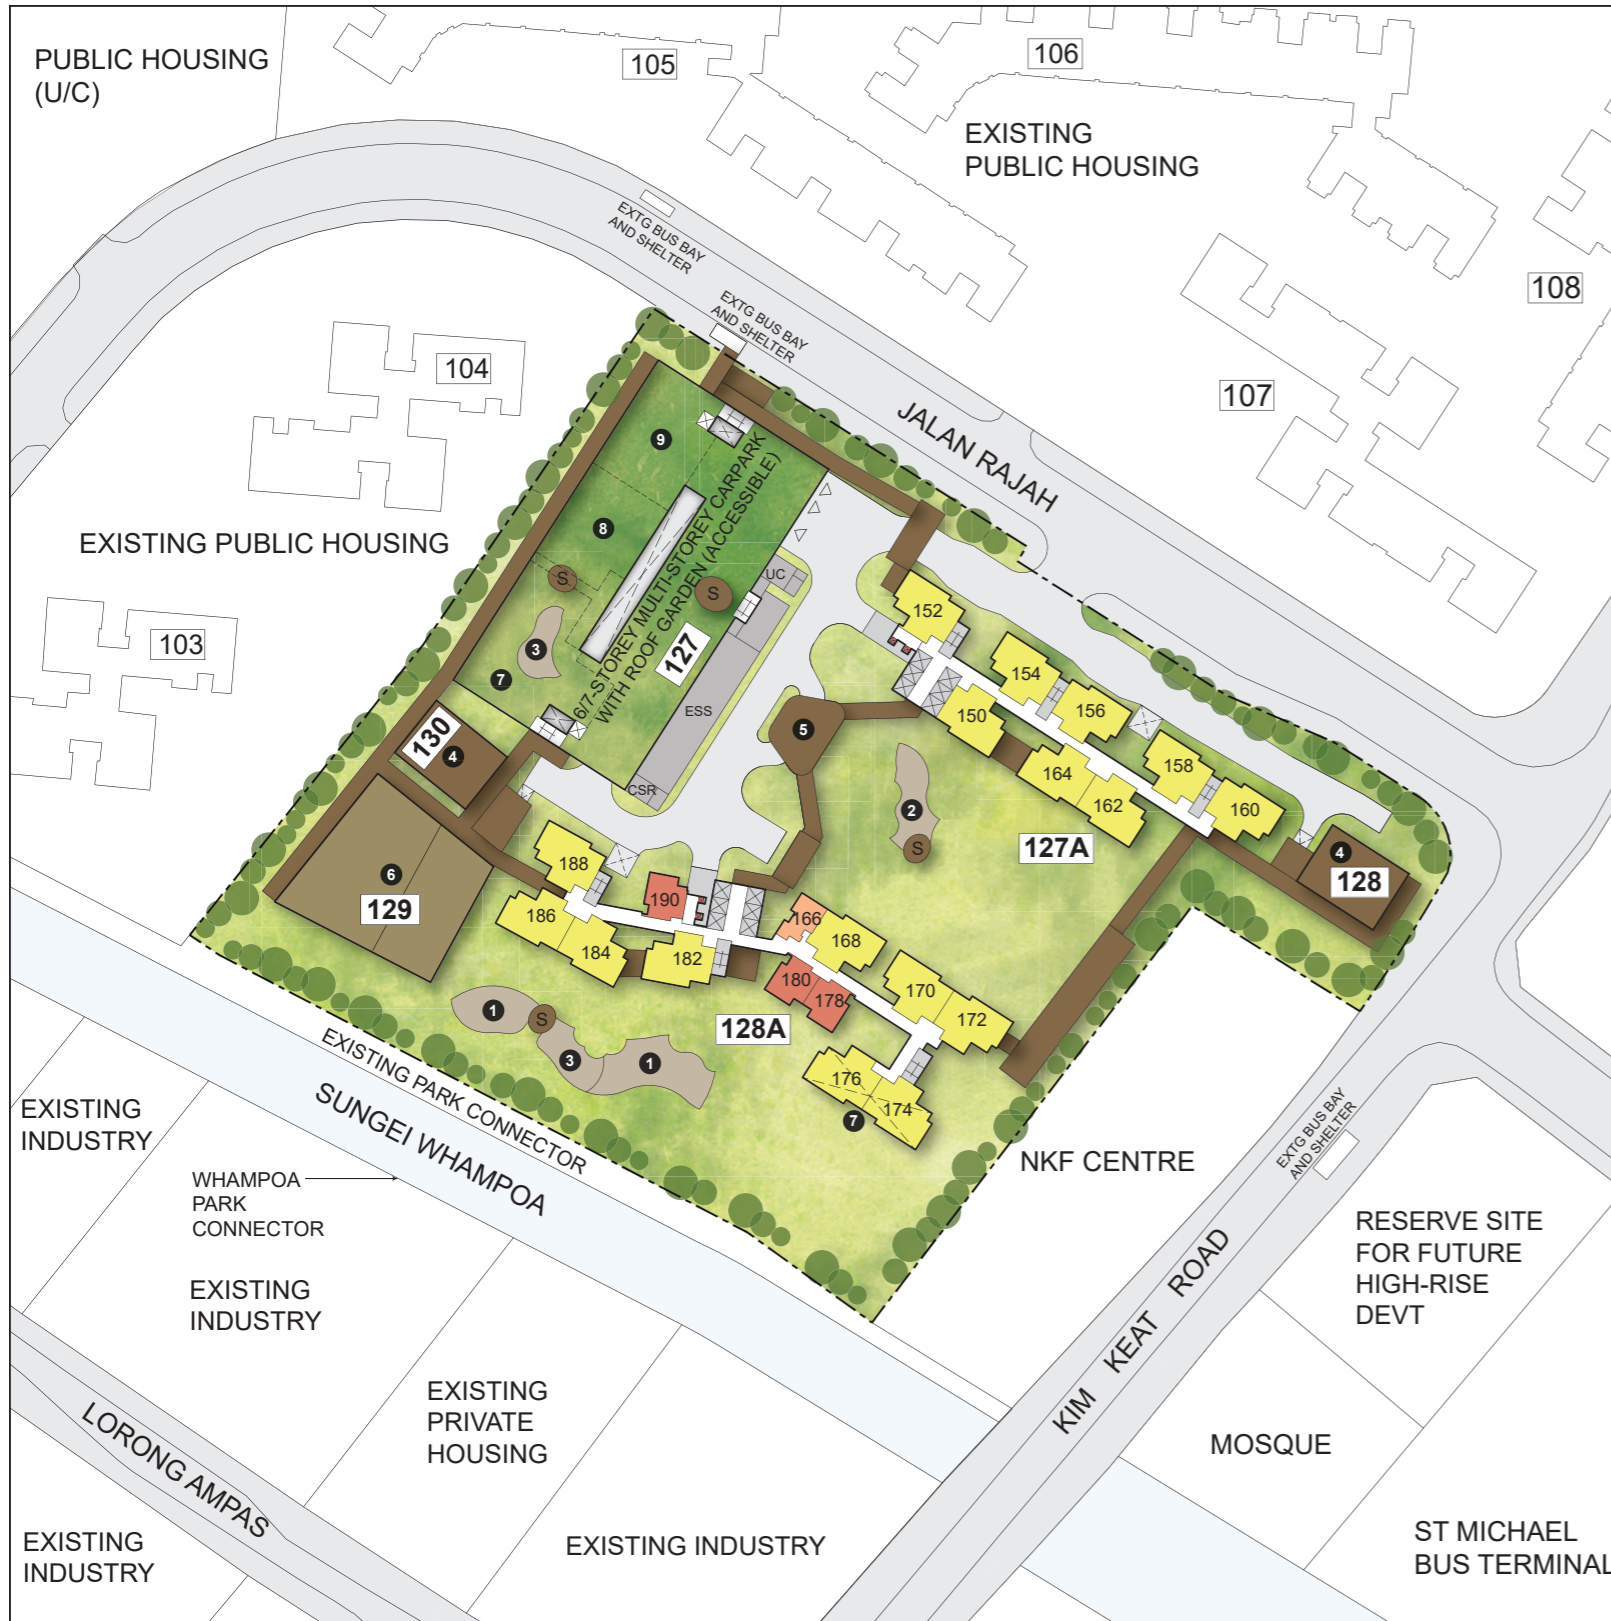 PUBLIC HOUSING
(U/C)
105
106
EXISTING
PUBLIC HOUSING
EXTG BUS BAY
AND SHELTER
EXTG BUS BAY
AND SHELTER
108
107
104
JALAN RAJAH
9
8
EXISTING PUBLIC HOUSING
6/7-STOREY MULTI-STOREY CARPARK
WITH ROOF GARDEN (ACCESSIBLE)
S
S
UC
152
103
3
7
127
154
156
150
ESS
5
130
4
164
162
158
160
CSR
2
S
127A
4
128
188
6
129
190
186
184
182
166
168
180
178
170
172
1
S
3
1
128A
176
174
7
EXISTING PARK CONNECTOR
SUNGEI WHAMPOA
EXISTING
INDUSTRY
WHAMPOA
PARK
CONNECTOR
NKF CENTRE
EXTG BUS BAY
AND SHELTER
RESERVE SITE
FOR FUTURE
HIGH-RISE
DEVT
EXISTING
INDUSTRY
KIM KEAT ROAD
EXISTING
PRIVATE
HOUSING
MOSQUE
LORONG AMPAS
EXISTING
INDUSTRY
EXISTING INDUSTRY
ST MICHAEL
BUS TERMINAL